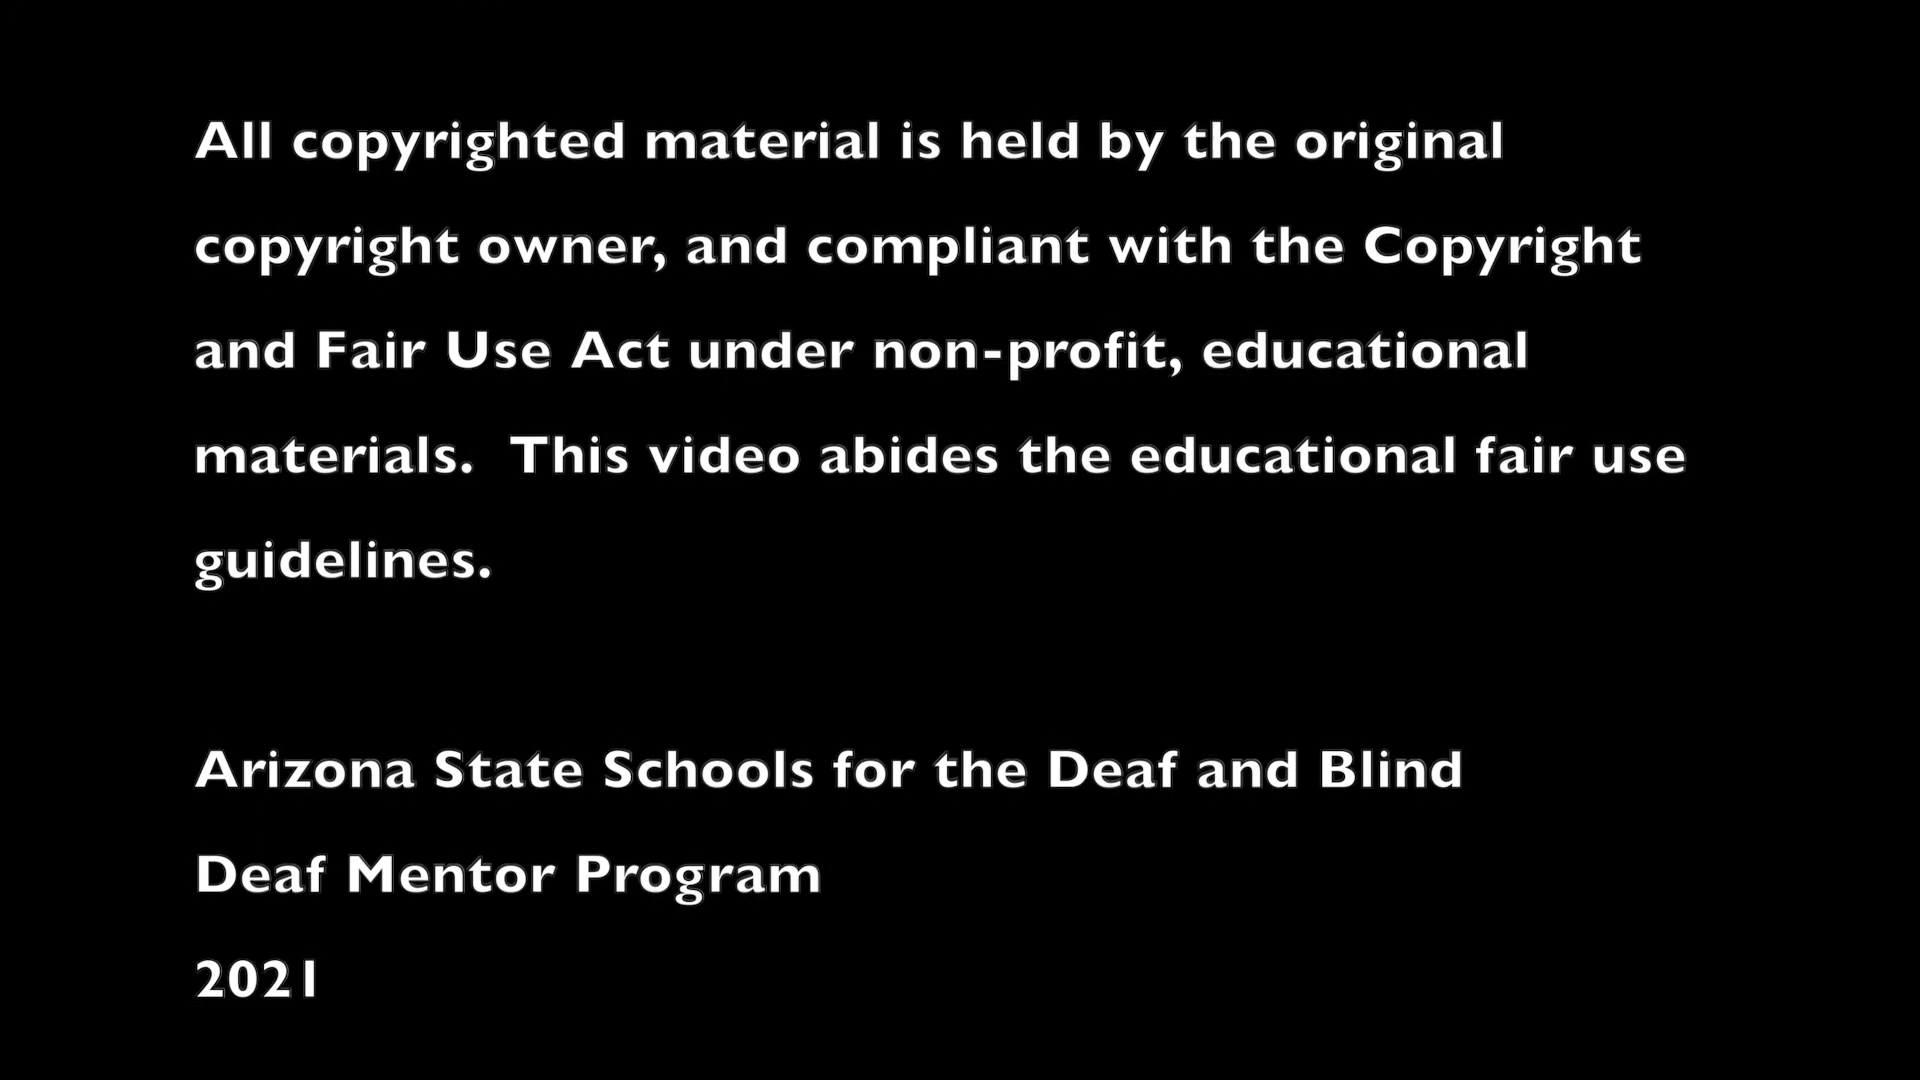 All copyrighted material is held by the original
copyright owner, and compliant with the Copyright
and Fair Use Act under non-profit, educational
materials.  This video abides the educational fair use
guidelines.
Arizona State Schools for the Deaf and Blind
Deaf Mentor Program
2021